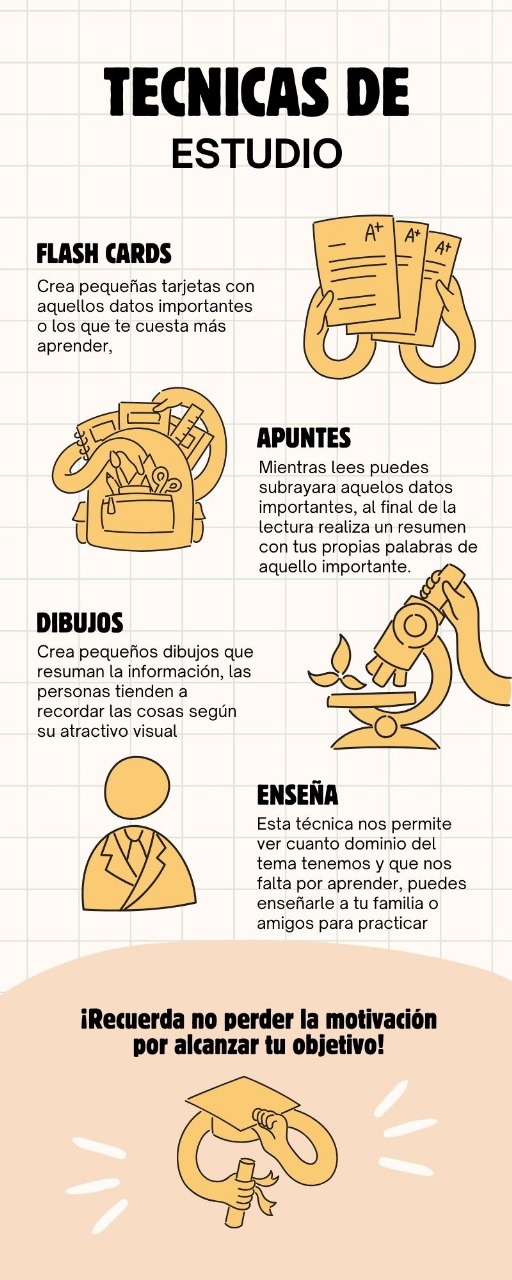 TECNICAS DE
ESTUDIO
A+
A+
A+
FLASH CARDS
Crea pequeñas tarjetas con
aquellos datos importantes
o los que te cuesta más
aprender,
APUNTES
Mientras lees puedes
subrayara aquelos datos
importantes, al final de la
lectura realiza un resumen
con tus propias palabras de
aquello importante.
DIBUJOS
Crea pequeños dibujos que
resuman la información, las
personas tienden a
recordar las cosas según
su atractivo visual
ENSEÑA
Esta técnica nos permite
ver cuanto dominio del
tema tenemos y que nos
falta por aprender, puedes
enseñarle a tu familia o
amigos para practicar
¡Recuerda no perder la motivación
por alcanzar tu objetivo!